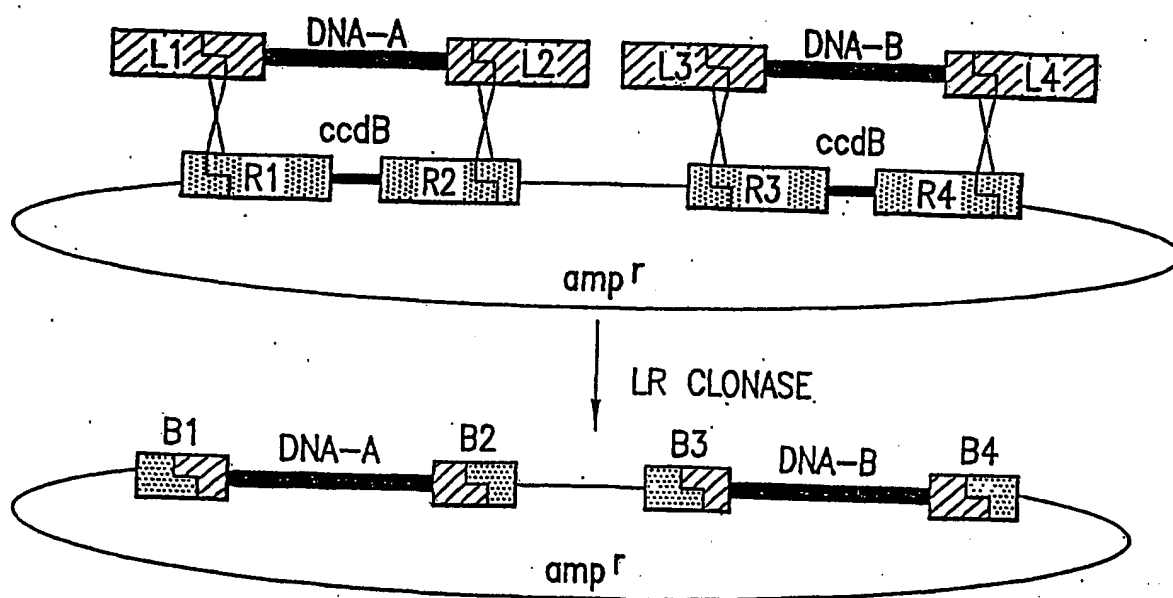 DNA-A DNA-B
L1 L2 L3 L4
ccdB ccdB
R1 R2 R3 R4
amp r
LR CLONASE
B1 B2 B3 B4
DNA-A DNA-B
amp r